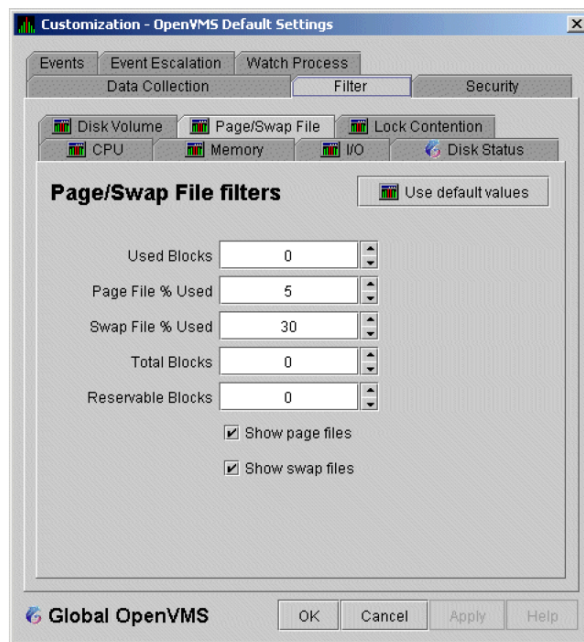 Customization - OpenVMS Default Settings
Events Event Escalation Watch Process
Data Collection Filter Security
Disk Volume Page/Swap File Lock Contention
CPU Memory I/O Disk Status
Page/Swap File filters Use default values
Used Blocks 0
Page File % Used 5
Swap File % Used 30
Total Blocks 0
Reservable Blocks 0
Show page files
Show swap files
Global OpenVMS OK Cancel Apply Help